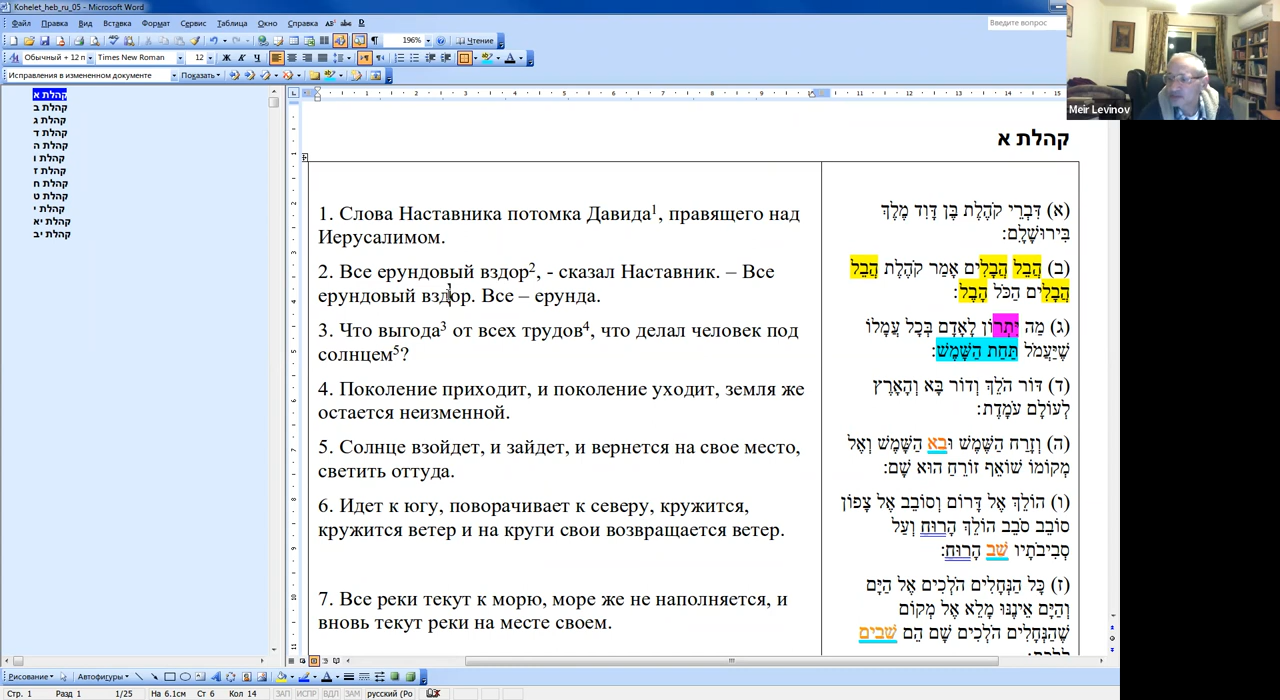 Kohelet_heb_ru_05 - Microsoft Word
Файл Правка Вид Вставка Формат Сервис Таблица Окно Справка
Введите вопрос
196% Чтение
Обычный + 12 п Times New Roman 12 Ж К Ч
Исправления в измененном документе Показать
Meir Levinov
קהלת א
קהלת ב
קהלת ג
קהלת ד
קהלת ה
קהלת ו
קהלת ז
קהלת ח
קהלת ט
קהלת י
קהלת יא
קהלת יב
קהלת א
1. Слова Наставника потомка Давида1, правящего над
Иерусалимом.
2. Все ерундовый вздор2, - сказал Наставник. – Все
ерундовый вздор. Все – ерунда.
3. Что выгода3 от всех трудов4, что делал человек под
солнцем5?
4. Поколение приходит, и поколение уходит, земля же
остается неизменной.
5. Солнце взойдет, и зайдет, и вернется на свое место,
светить оттуда.
6. Идет к югу, поворачивает к северу, кружится,
кружится ветер и на круги свои возвращается ветер.
7. Все реки текут к морю, море же не наполняется, и
вновь текут реки на месте своем.
(א) דִּבְרֵי קֹהֶלֶת בֶּן דָּוִד מֶלֶךְ
בִּירוּשָׁלִָם:
(ב) הֲבֵל הֲבָלִים אָמַר קֹהֶלֶת הֲבֵל
הֲבָלִים הַכֹּל הָבֶל:
(ג) מַה יִּתְרוֹן לָאָדָם בְּכָל עֲמָלוֹ
שֶׁיַּעֲמֹל תַּחַת הַשָּׁמֶשׁ:
(ד) דּוֹר הֹלֵךְ וְדוֹר בָּא וְהָאָרֶץ
לְעוֹלָם עֹמָדֶת:
(ה) וְזָרַח הַשֶּׁמֶשׁ וּבָא הַשָּׁמֶשׁ וְאֶל
מְקוֹמוֹ שׁוֹאֵף זוֹרֵחַ הוּא שָׁם:
(ו) הוֹלֵךְ אֶל דָּרוֹם וְסוֹבֵב אֶל צָפוֹן
סוֹבֵב סֹבֵב הוֹלֵךְ הָרוּחַ וְעַל
סְבִיבֹתָיו שָׁב הָרוּחַ:
(ז) כָּל הַנְּחָלִים הֹלְכִים אֶל הַיָּם
וְהַיָּם אֵינֶנּוּ מָלֵא אֶל מְקוֹם
שֶׁהַנְּחָלִים הֹלְכִים שָׁם הֵם שָׁבִים
Рисование Автофигуры
Стр. 1 Разд 1 1/25 На 6.1см Ст 6 Кол 14 ЗАП ИСПР ВДЛ ЗАМ русский (Ро